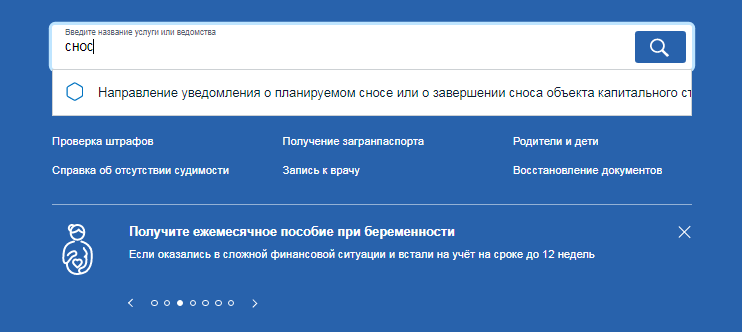 Введите название услуги или ведомства
снос
Направление уведомления о планируемом сносе или о завершении сноса объекта капитального ст
Проверка штрафов
Получение загранпаспорта
Родители и дети
Справка об отсутствии судимости
Запись к врачу
Восстановление документов
Получите ежемесячное пособие при беременности
Если оказались в сложной финансовой ситуации и встали на учёт на сроке до 12 недель